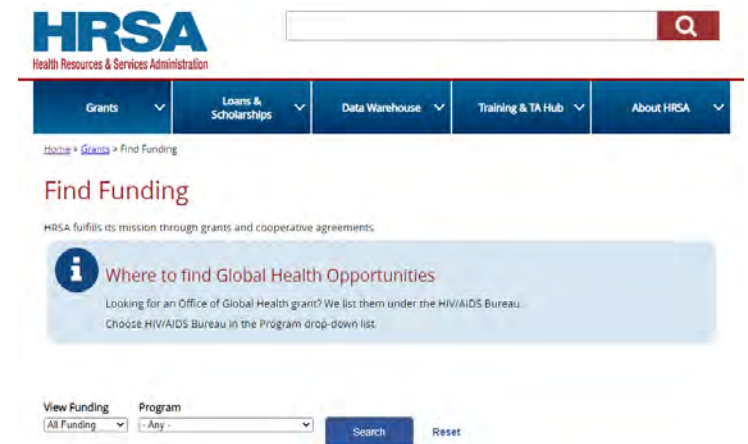 HRSA
Health Resources & Services Administration
Grants
Loans &
Scholarships
Data Warehouse
Training & TA Hub
About HRSA
Home » Grants » Find Funding
Find Funding
HRSA fulfills its mission through grants and cooperative agreements.
Where to find Global Health Opportunities
Looking for an Office of Global Health grant? We list them under the HIV/AIDS Bureau.
Choose HIV/AIDS Bureau in the Program drop-down list.
View Funding Program
All Funding - Any - Search Reset